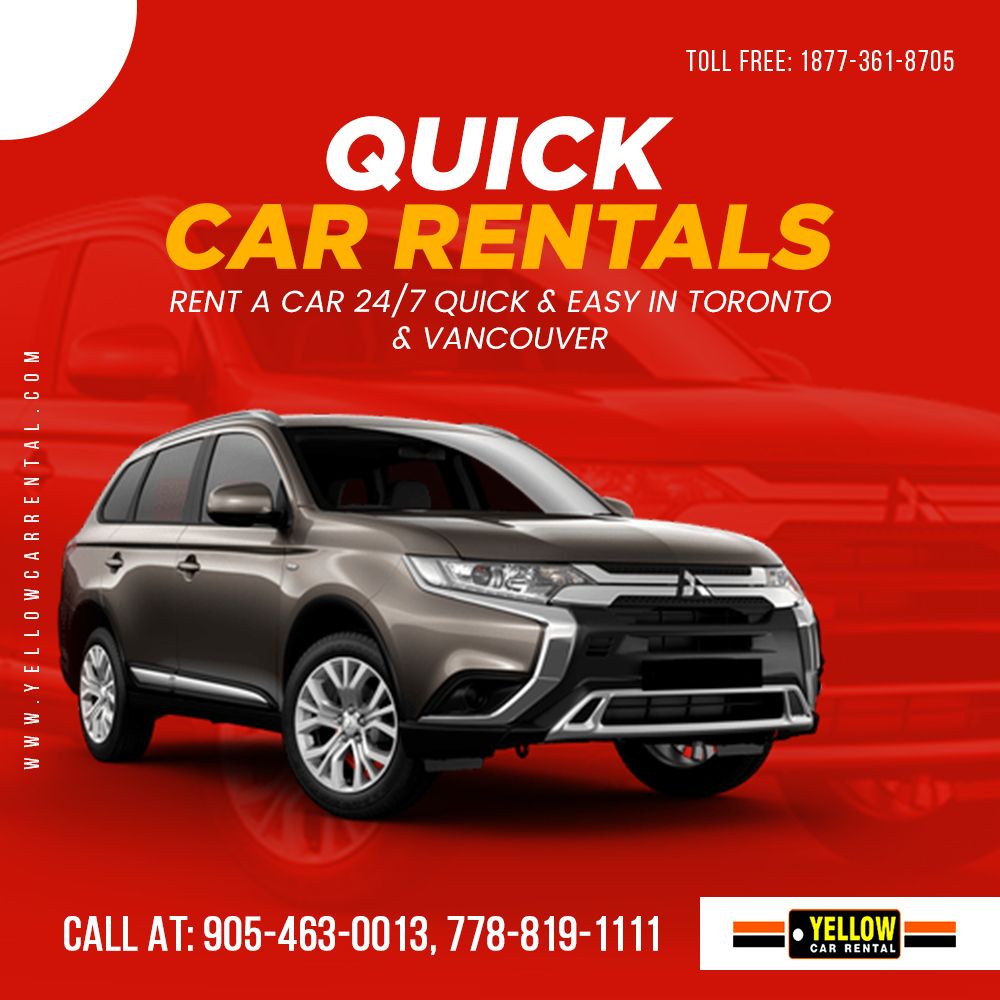 TOLL FREE: 1877-361-8705
QUICK
CAR RENTALS
RENT A CAR 24/7 QUICK & EASY IN TORONTO
& VANCOUVER
WWW.YELLOWCARRENTAL.COM
CALL AT: 905-463-0013, 778-819-1111
YELLOW
CAR RENTAL